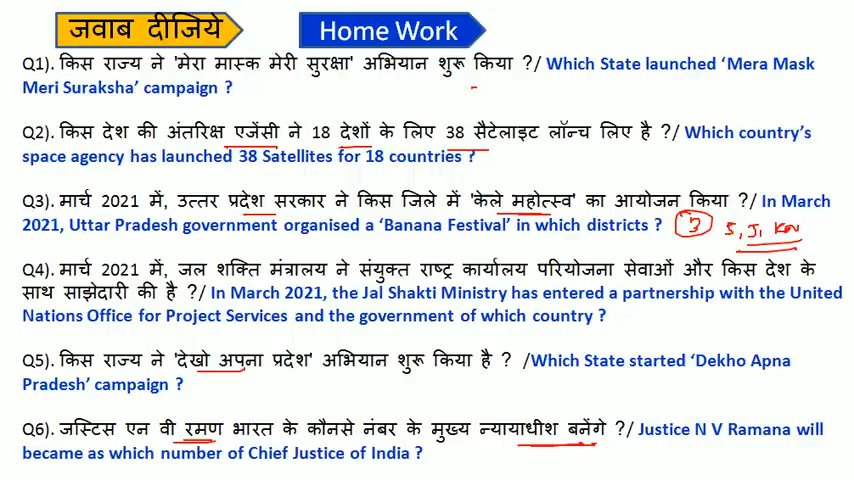 जवाब दीजिये
Home Work
Q1). किस राज्य ने 'मेरा मास्क मेरी सुरक्षा' अभियान शुरू किया ?/ Which State launched ‘Mera Mask
Meri Suraksha’ campaign ?
Q2). किस देश की अंतरिक्ष एजेंसी ने 18 देशों के लिए 38 सैटेलाइट लॉन्च लिए है ?/ Which country’s
space agency has launched 38 Satellites for 18 countries ?
Q3). मार्च 2021 में, उत्तर प्रदेश सरकार ने किस जिले में 'केले महोत्स्व' का आयोजन किया ?/ In March
2021, Uttar Pradesh government organised a ‘Banana Festival’ in which districts ? 3 5, J,
Q4). मार्च 2021 में, जल शक्ति मंत्रालय ने संयुक्त राष्ट्र कार्यालय परियोजना सेवाओं और किस देश के
साथ साझेदारी की है ?/ In March 2021, the Jal Shakti Ministry has entered a partnership with the United
Nations Office for Project Services and the government of which country ?
Q5). किस राज्य ने 'देखो अपना प्रदेश' अभियान शुरू किया है ? /Which State started ‘Dekho Apna
Pradesh’ campaign ?
Q6). जस्टिस एन वी रमण भारत के कौनसे नंबर के मुख्य न्यायाधीश बनेंगे ?/ Justice N V Ramana will
became as which number of Chief Justice of India ?